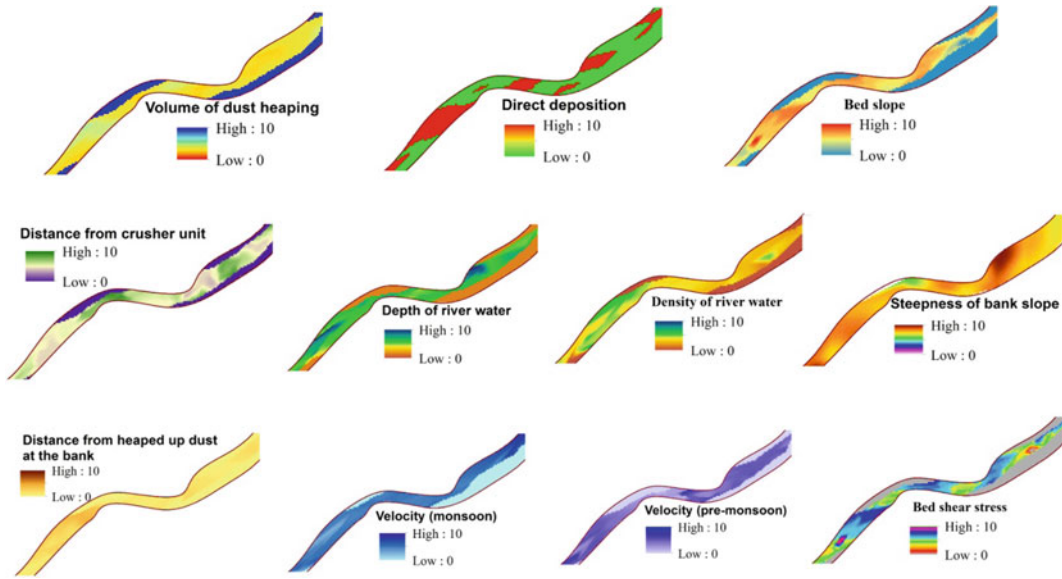 Volume of dust heaping
High : 10
Low : 0
Direct deposition
High : 10
Low : 0
Bed slope
High : 10
Low : 0
Distance from crusher unit
High : 10
Low : 0
Depth of river water
High : 10
Low : 0
Density of river water
High : 10
Low : 0
Steepness of bank slope
High : 10
Low : 0
Distance from heaped up dust
at the bank
High : 10
Low : 0
Velocity (monsoon)
High : 10
Low : 0
Velocity (pre-monsoon)
High : 10
Low : 0
Bed shear stress
High : 10
Low : 0